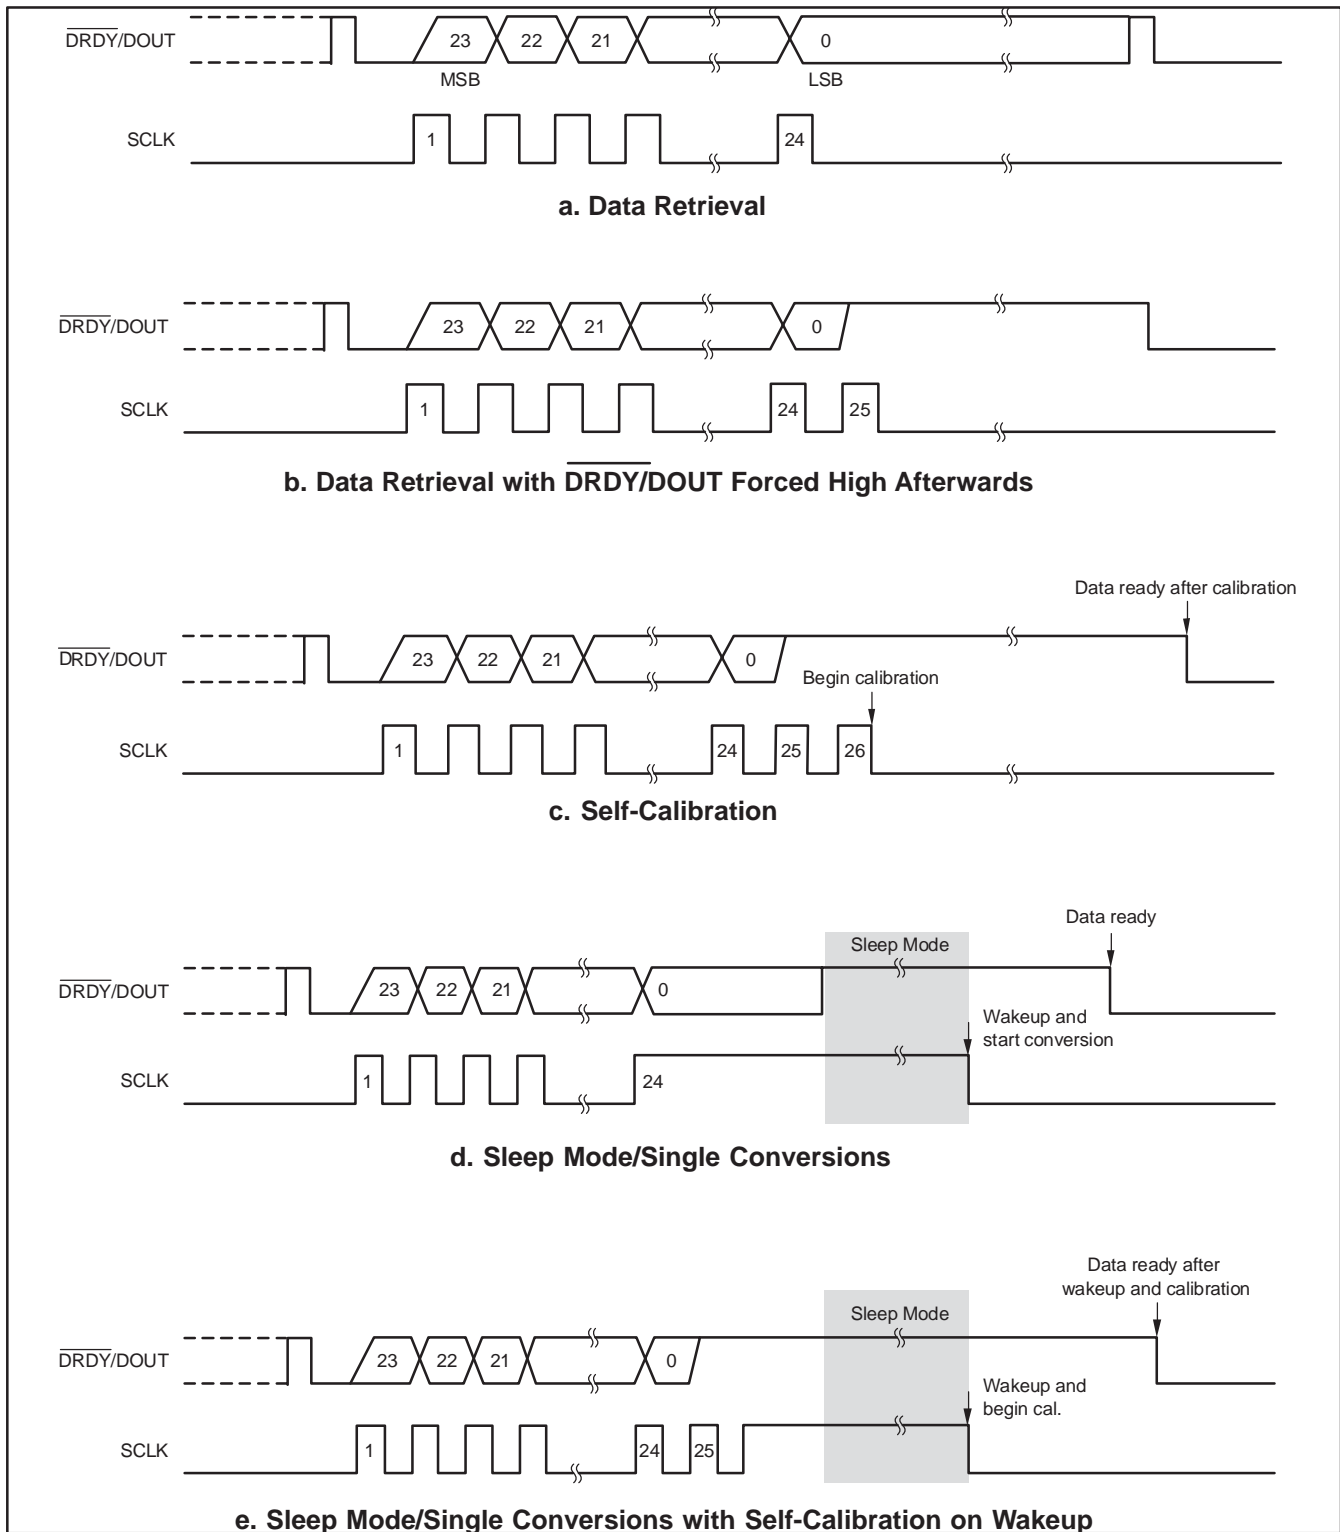 DRDY/DOUT
23 22 21 0
MSB LSB
SCLK
1 24
a. Data Retrieval
DRDY/DOUT
23 22 21 0
SCLK
1 24 25
b. Data Retrieval with DRDY/DOUT Forced High Afterwards
Data ready after calibration
DRDY/DOUT
23 22 21 0
Begin calibration
SCLK
1 24 25 26
c. Self-Calibration
Data ready
Sleep Mode
DRDY/DOUT
23 22 21 0
Wakeup and
start conversion
SCLK
1 24
d. Sleep Mode/Single Conversions
Data ready after
wakeup and calibration
Sleep Mode
DRDY/DOUT
23 22 21 0
Wakeup and
begin cal.
SCLK
1 24 25
e. Sleep Mode/Single Conversions with Self-Calibration on Wakeup